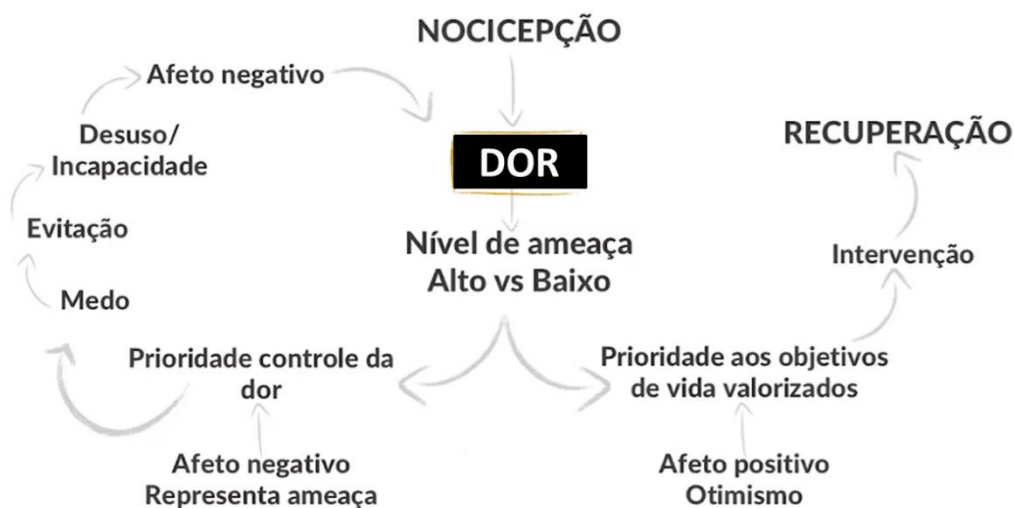 NOCICEPÇÃO
Afeto negativo
DOR
Desuso/
Incapacidade
RECUPERAÇÃO
Evitação
Nível de ameaça
Alto vs Baixo
Intervenção
Medo
Prioridade controle da
dor
Prioridade aos objetivos
de vida valorizados
Afeto negativo
Representa ameaça
Afeto positivo
Otimismo